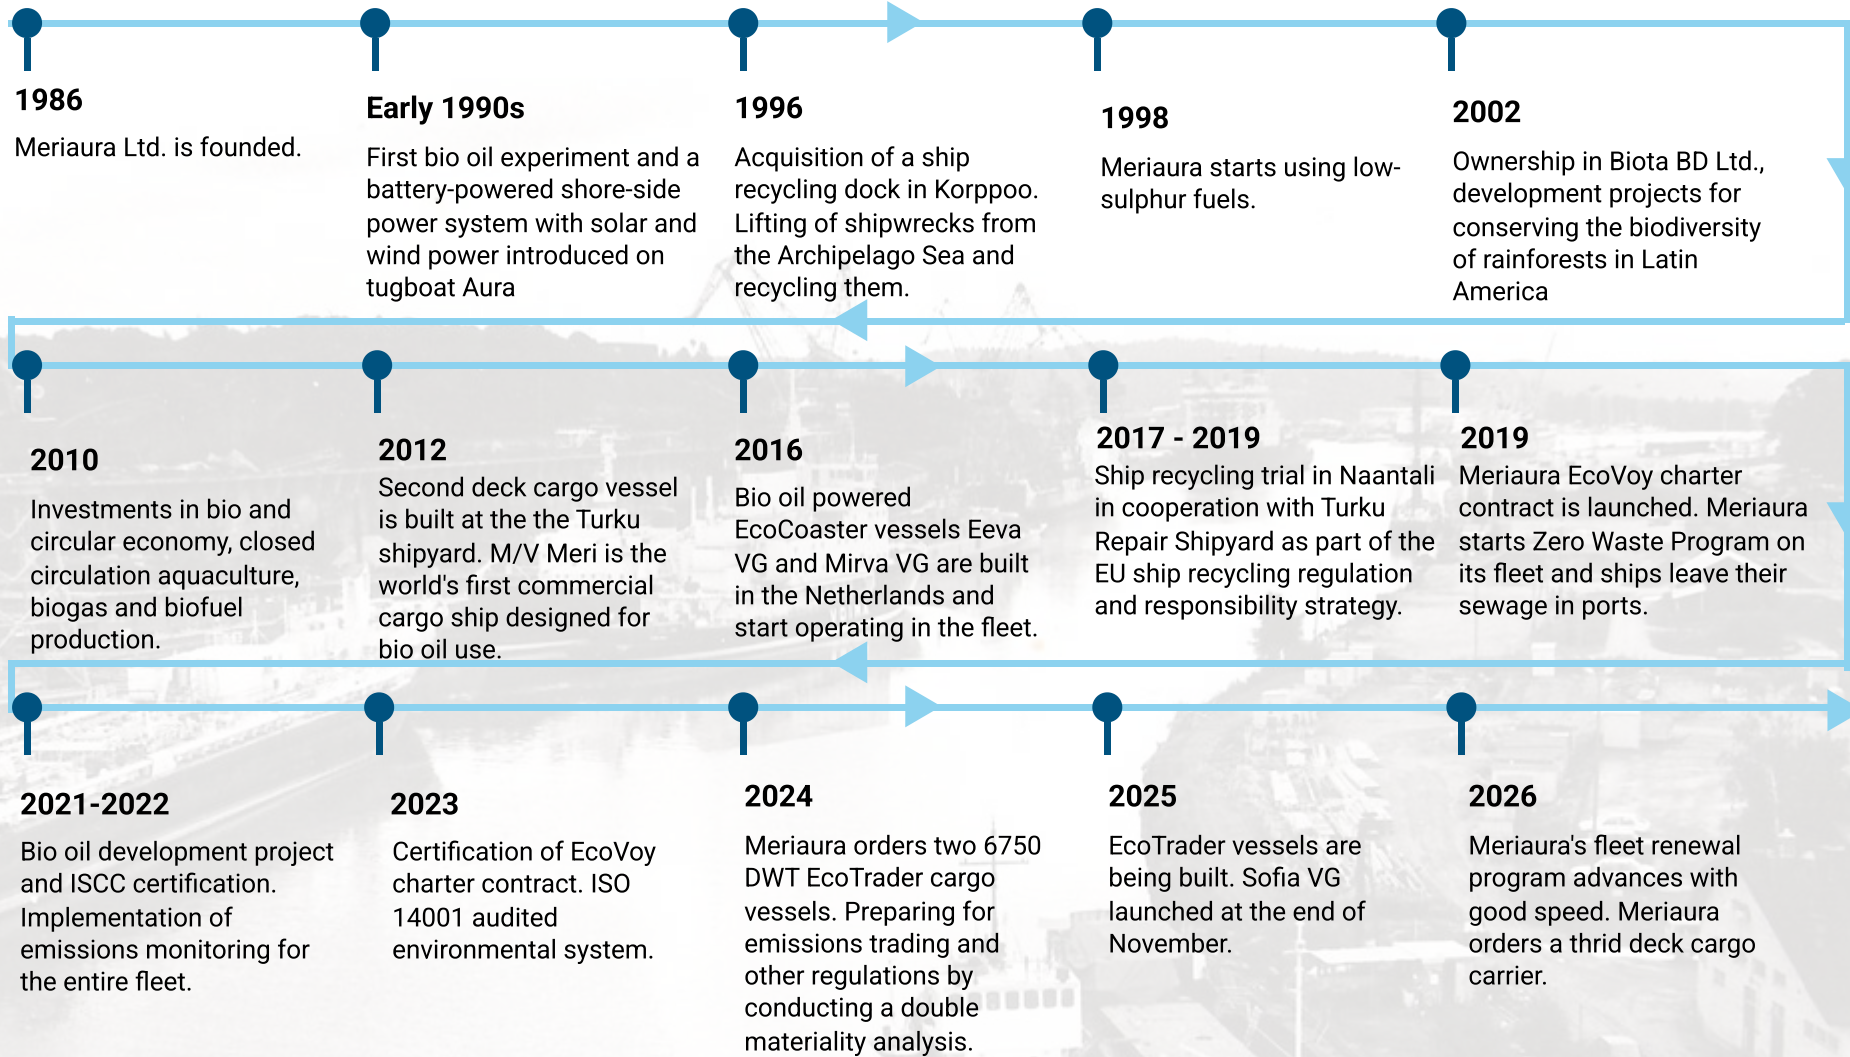 1986
Meriaura Ltd. is founded.
Early 1990s
First bio oil experiment and a
battery-powered shore-side
power system with solar and
wind power introduced on
tugboat Aura
1996
Acquisition of a ship
recycling dock in Korppoo.
Lifting of shipwrecks from
the Archipelago Sea and
recycling them.
1998
Meriaura starts using low-
sulphur fuels.
2002
Ownership in Biota BD Ltd.,
development projects for
conserving the biodiversity
of rainforests in Latin
America
2010
Investments in bio and
circular economy, closed
circulation aquaculture,
biogas and biofuel
production.
2012
Second deck cargo vessel
is built at the the Turku
shipyard. M/V Meri is the
world's first commercial
cargo ship designed for
bio oil use.
2016
Bio oil powered
EcoCoaster vessels Eeva
VG and Mirva VG are built
in the Netherlands and
start operating in the fleet.
2017 - 2019
Ship recycling trial in Naantali
in cooperation with Turku
Repair Shipyard as part of the
EU ship recycling regulation
and responsibility strategy.
2019
Meriaura EcoVoy charter
contract is launched. Meriaura
starts Zero Waste Program on
its fleet and ships leave their
sewage in ports.
2021-2022
Bio oil development project
and ISCC certification.
Implementation of
emissions monitoring for
the entire fleet.
2023
Certification of EcoVoy
charter contract. ISO
14001 audited
environmental system.
2024
Meriaura orders two 6750
DWT EcoTrader cargo
vessels. Preparing for
emissions trading and
other regulations by
conducting a double
materiality analysis.
2025
EcoTrader vessels are
being built. Sofia VG
launched at the end of
November.
2026
Meriaura's fleet renewal
program advances with
good speed. Meriaura
orders a thrid deck cargo
carrier.